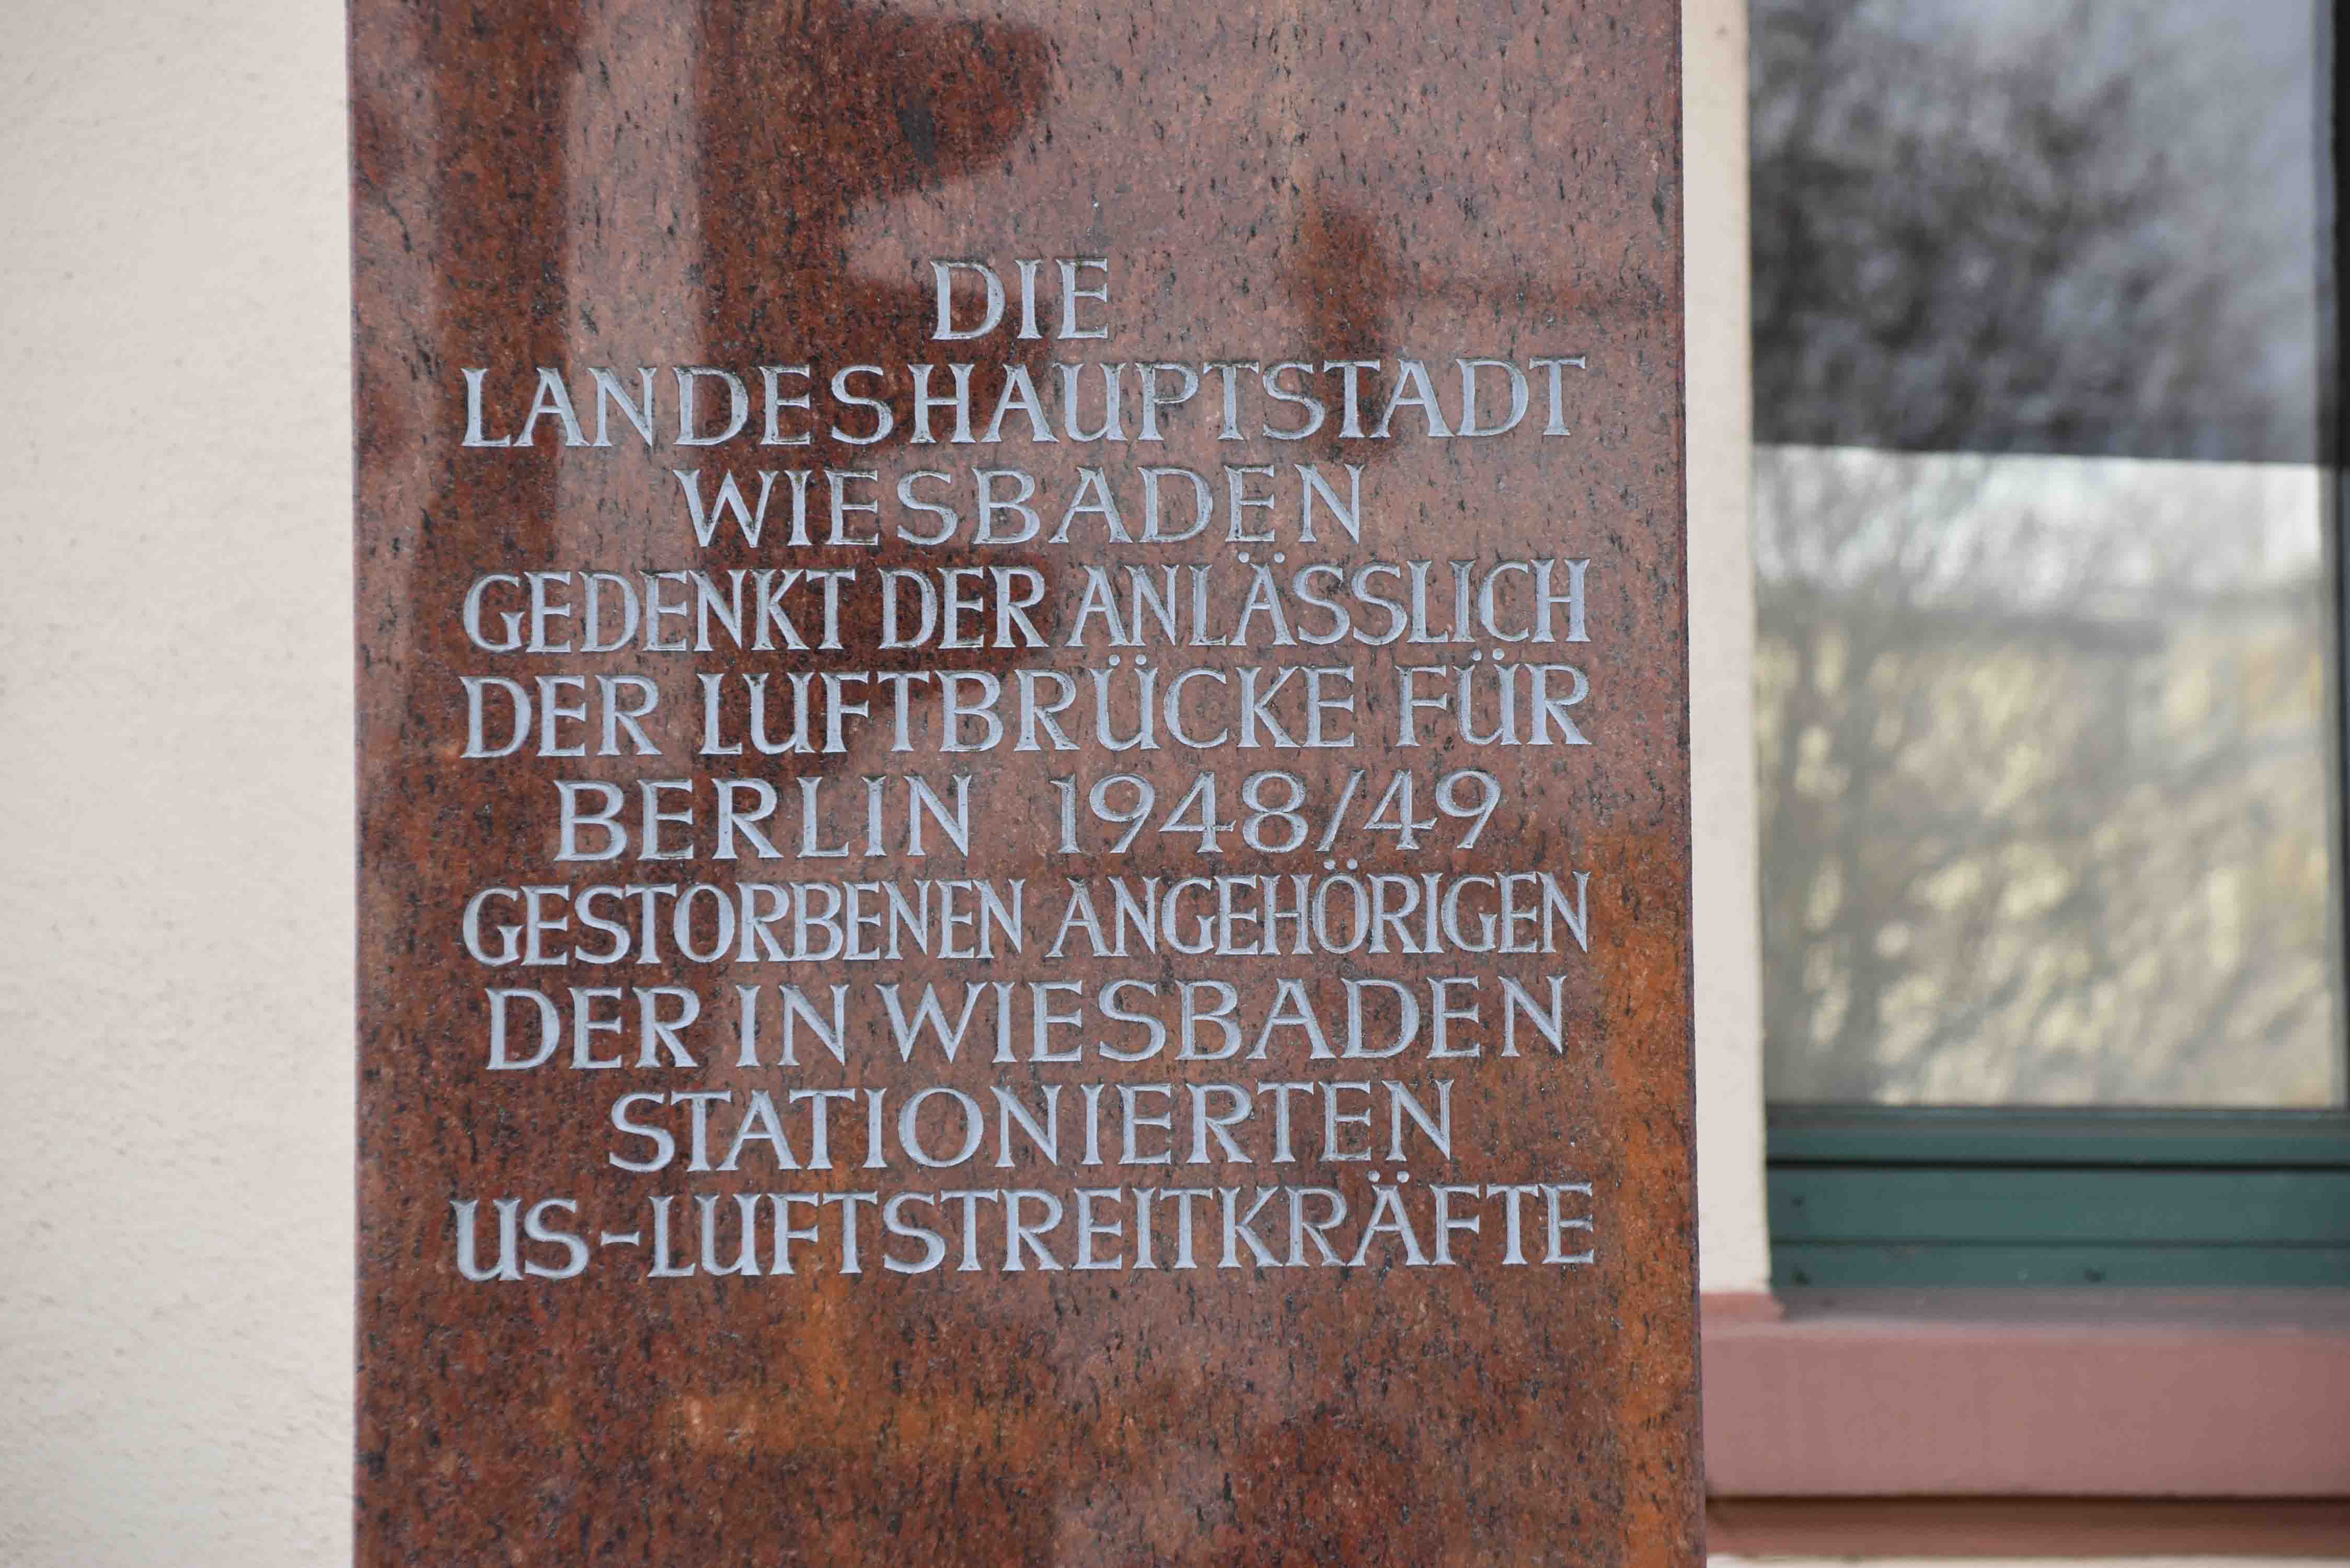 DIE
LANDESHAUPTSTADT
WIESBADEN
GEDENKT DER ANLÄSSLICH
DER LUFTBRÜCKE FÜR
BERLIN 1948/49
GESTORBENEN ANGEHÖRIGEN
DER IN WIESBADEN
STATIONIERTEN
US-LUFTSTREITKRÄFTE